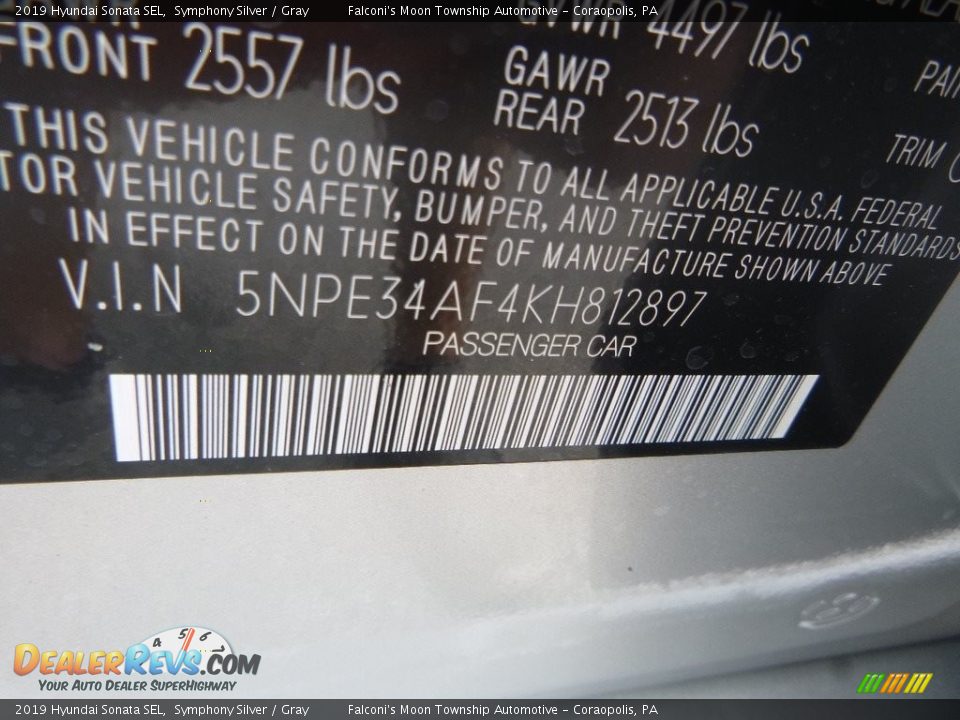 2019 Hyundai Sonata SEL, Symphony Silver / Gray Falconi's Moon Township Automotive - Coraopolis, PA
4497 lbs
FRONT 2557 lbs
GAWR
REAR 2513 lbs
TRIM
THIS VEHICLE CONFORMS TO ALL APPLICABLE U.S.A. FEDERAL
TOR VEHICLE SAFETY, BUMPER, AND THEFT PREVENTION STANDARDS
IN EFFECT ON THE DATE OF MANUFACTURE SHOWN ABOVE
V.I.N 5NPE34AF4KH812897
PASSENGER CAR
4 5 6
DEALERREVS.COM
YOUR AUTO DEALER SUPERHIGHWAY
2019 Hyundai Sonata SEL, Symphony Silver / Gray Falconi's Moon Township Automotive - Coraopolis, PA